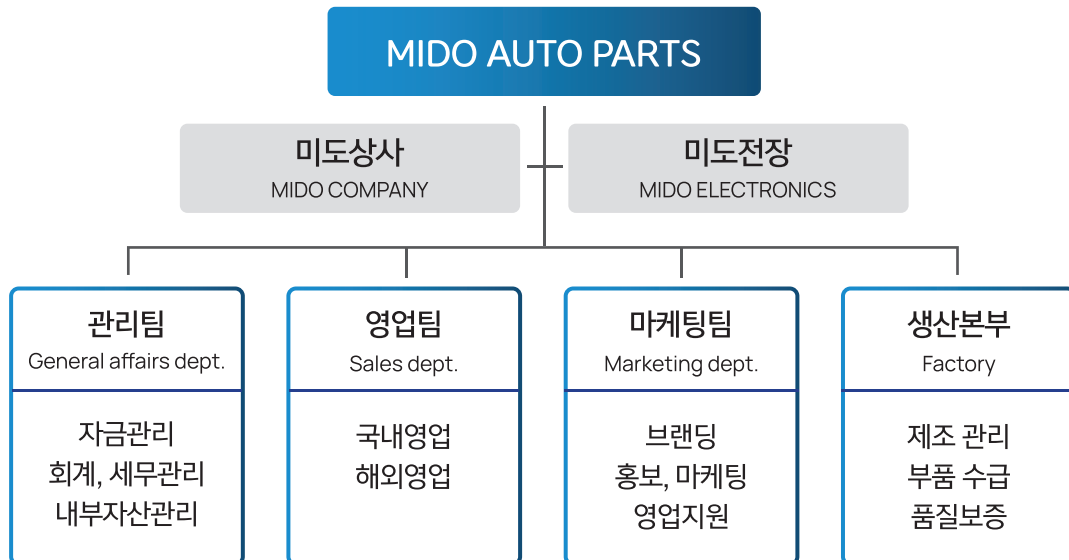 MIDO AUTO PARTS
미도상사
MIDO COMPANY
미도전장
MIDO ELECTRONICS
관리팀
General affairs dept.
자금관리
회계, 세무관리
내부자산관리
영업팀
Sales dept.
국내영업
해외영업
마케팅팀
Marketing dept.
브랜딩
홍보, 마케팅
영업지원
생산본부
Factory
제조 관리
부품 수급
품질보증